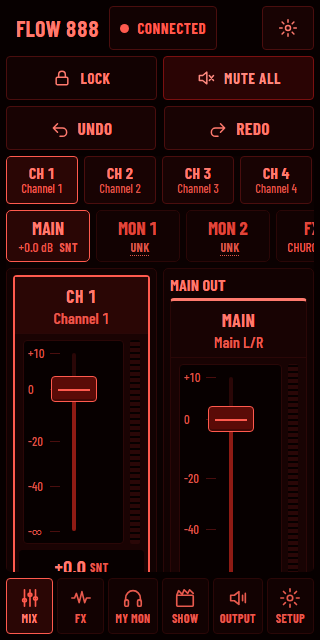 FLOW 888
CONNECTED
LOCK
MUTE ALL
UNDO
REDO
CH 1
Channel 1
CH 2
Channel 2
CH 3
Channel 3
CH 4
Channel 4
MAIN
+0.0 dB SNT
MON 1
UNK
MON 2
UNK
CH 1
Channel 1
+10
0
-20
-40
-∞
+0.0 SNT
MAIN OUT
MAIN
Main L/R
+10
0
-20
-40
MIX
FX
MY MON
SHOW
OUTPUT
SETUP